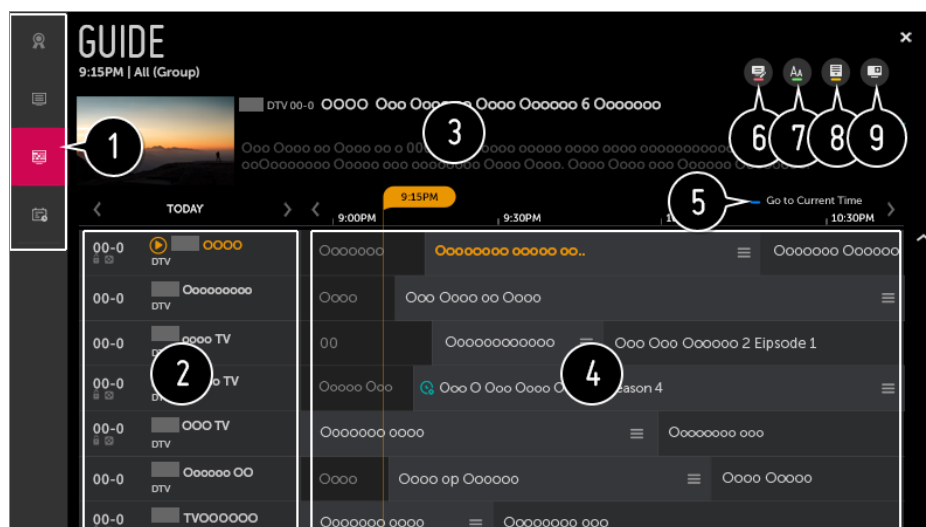 GUIDE
9:15PM | All (Group)
DTV 00-0 OOOO Ooo Oooooo Oooo Oooooo 6 Ooooooo
1
3
6 7 8 9
5
Go to Current Time
TODAY
9:15PM
9:00PM 9:30PM 10:30PM
00-0 OOOO Ooooooo Oooooooo ooooo oo.. Ooooooo Oooooo
DTV
00-0 Ooooooooo Oooo Ooo Oooo oo Oooo
DTV
00-0 oooo TV 00 Oooooooooooo Ooo Ooo Oooooo 2 Eipsode 1
2
4
00-0 TV Ooooo Ooo Ooo O Ooo Oooo 4
00-0 OOO TV Ooooooo oooo Oooooooo ooo
DTV
00-0 Oooooo OO Oooo Oooo op Oooooo Oooo Ooooo
DTV
00-0 TVOOOOOO Ooooooo oooo Oooooooo ooo